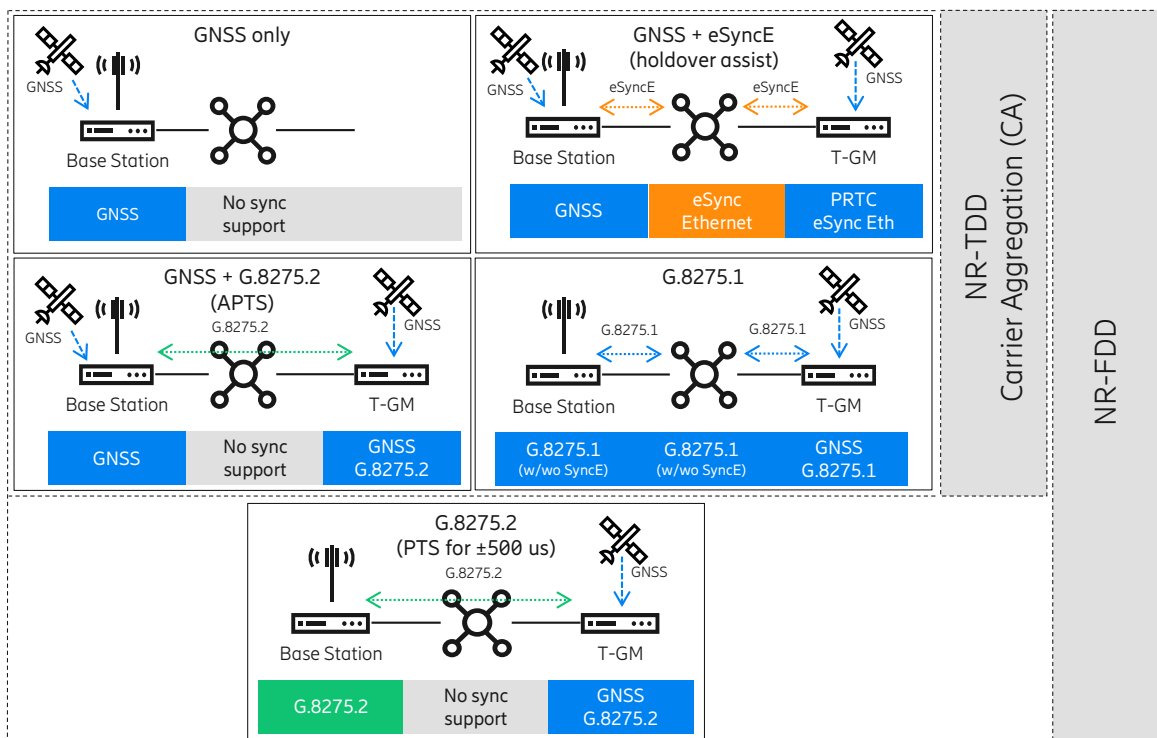 GNSS only
GNSS
Base Station
GNSS
No sync
support
GNSS + eSyncE
(holdover assist)
GNSS
eSyncE
eSyncE
GNSS
Base Station
T-GM
GNSS
eSync
Ethernet
PRTC
eSync Eth
GNSS + G.8275.2
(APTS)
GNSS
G.8275.2
GNSS
Base Station
T-GM
GNSS
No sync
support
GNSS
G.8275.2
G.8275.1
G.8275.1
G.8275.1
GNSS
Base Station
T-GM
G.8275.1
(w/wo SyncE)
G.8275.1
(w/wo SyncE)
GNSS
G.8275.1
G.8275.2
(PTS for ±500 us)
G.8275.2
GNSS
Base Station
T-GM
G.8275.2
No sync
support
GNSS
G.8275.2
NR-TDD
Carrier Aggregation (CA)
NR-FDD